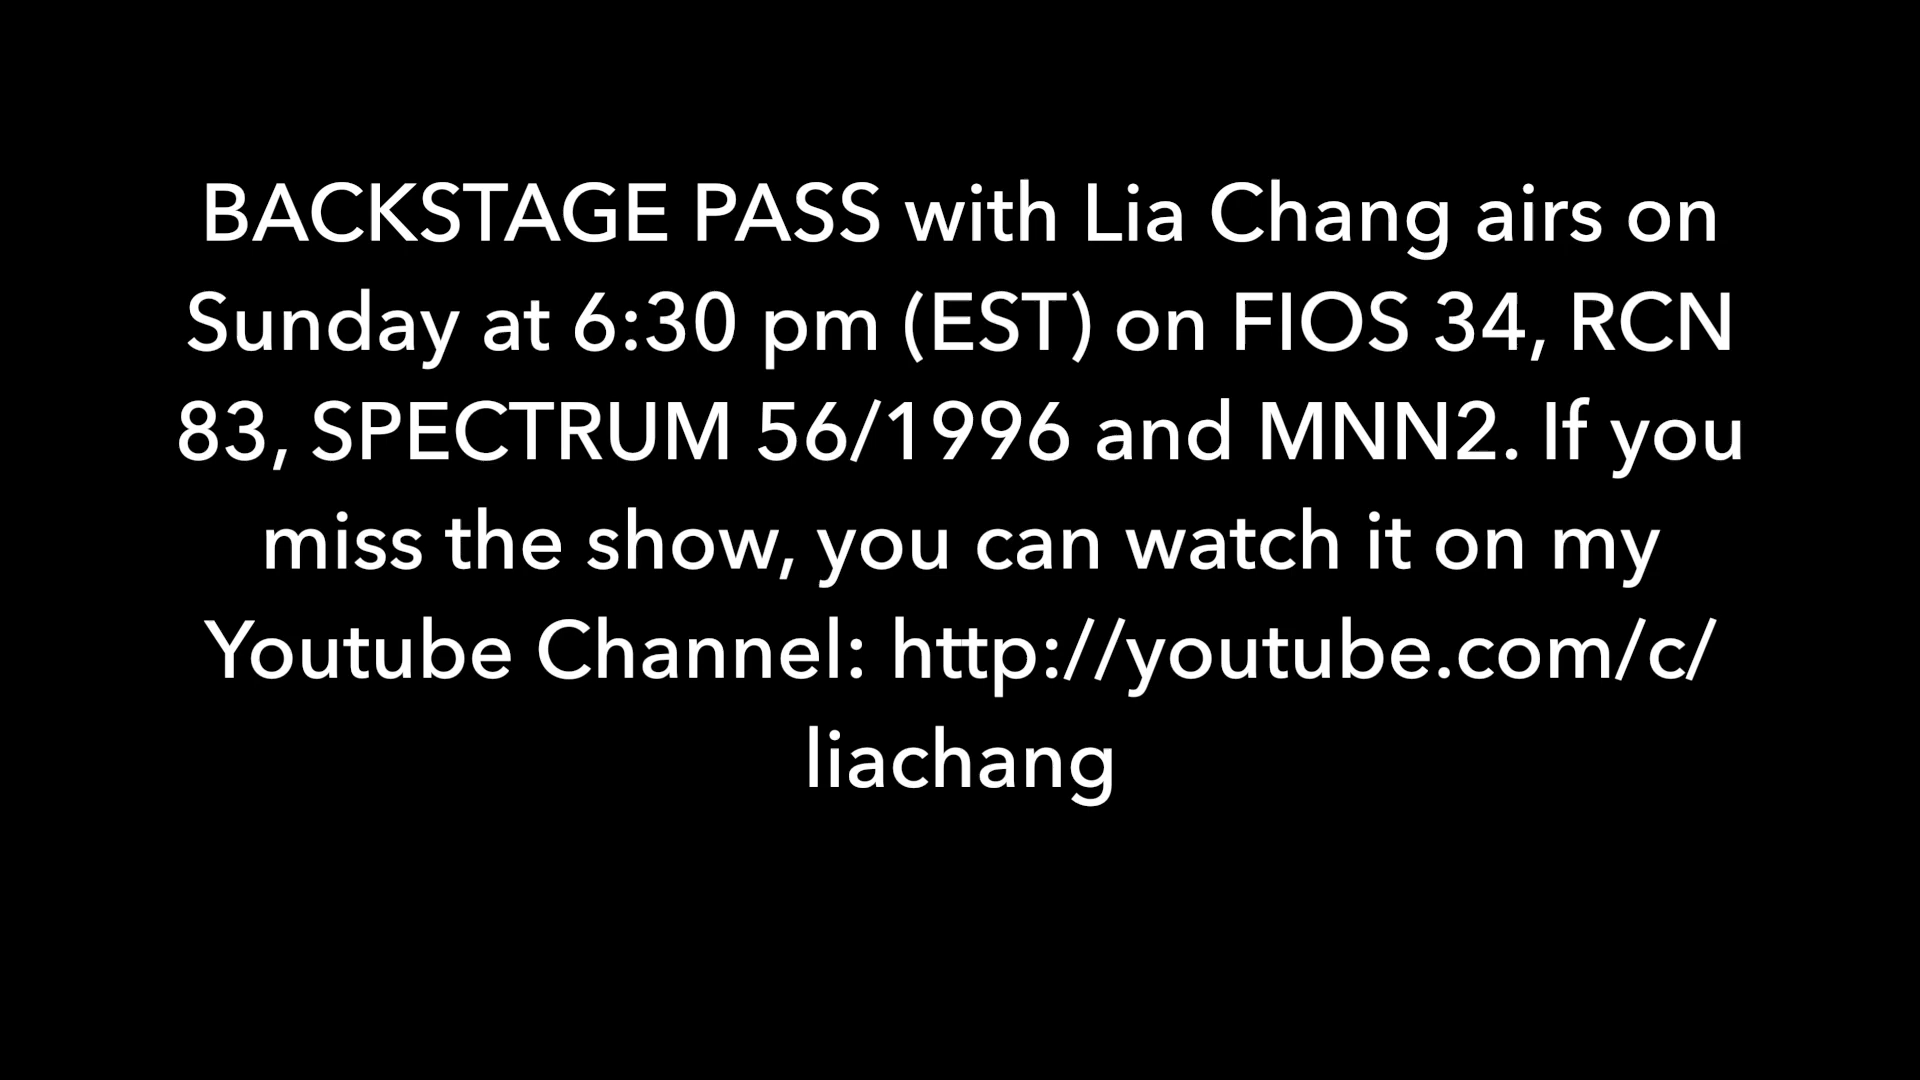 BACKSTAGE PASS with Lia Chang airs on
Sunday at 6:30 pm (EST) on FIOS 34, RCN
83, SPECTRUM 56/1996 and MNN2. If you
miss the show, you can watch it on my
Youtube Channel: http://youtube.com/c/
liachang